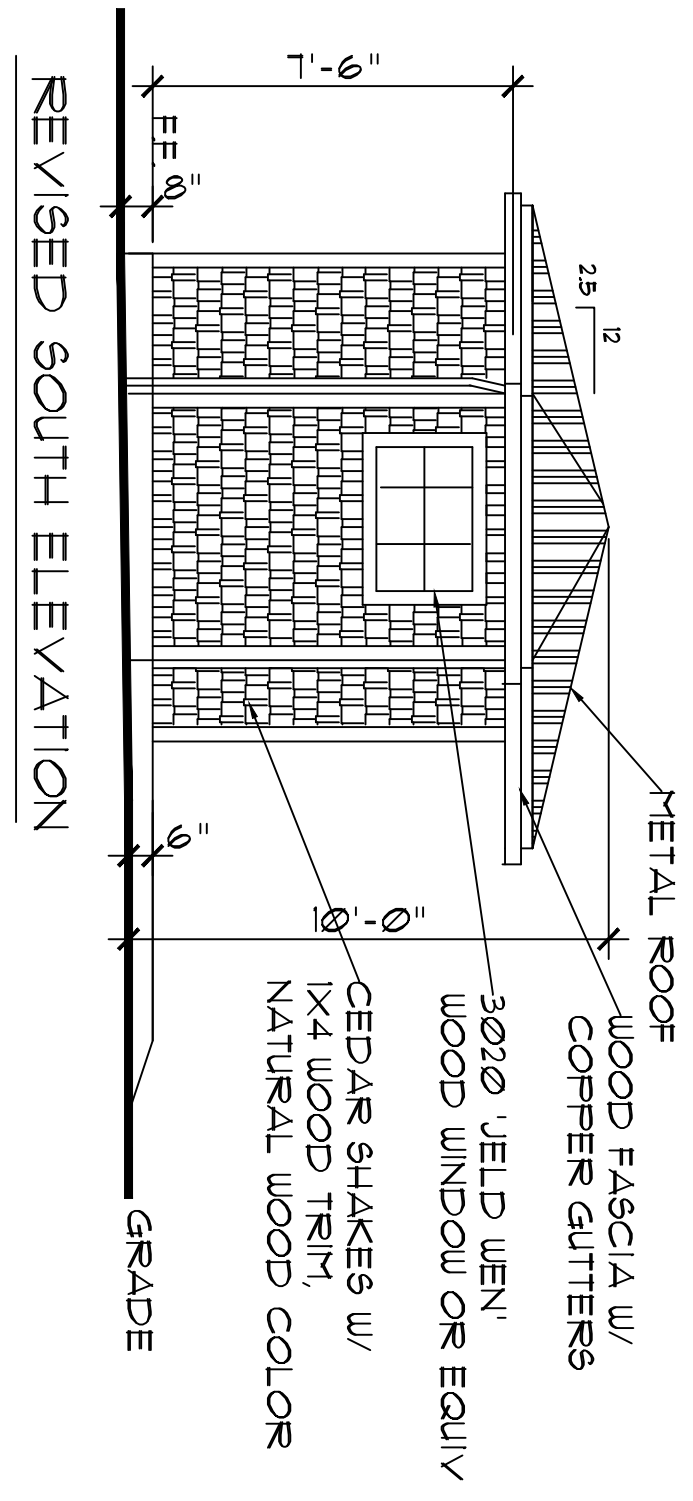 METAL ROOF
12
2.5
WOOD FASCIA W/
COPPER GUTTERS
3020 'JELD WEN'
WOOD WINDOW OR EQUIV
7'-6"
10'-0"
CEDAR SHAKES W/
1X4 WOOD TRIM,
NATURAL WOOD COLOR
F.F.
8"
6"
GRADE
REVISED SOUTH ELEVATION